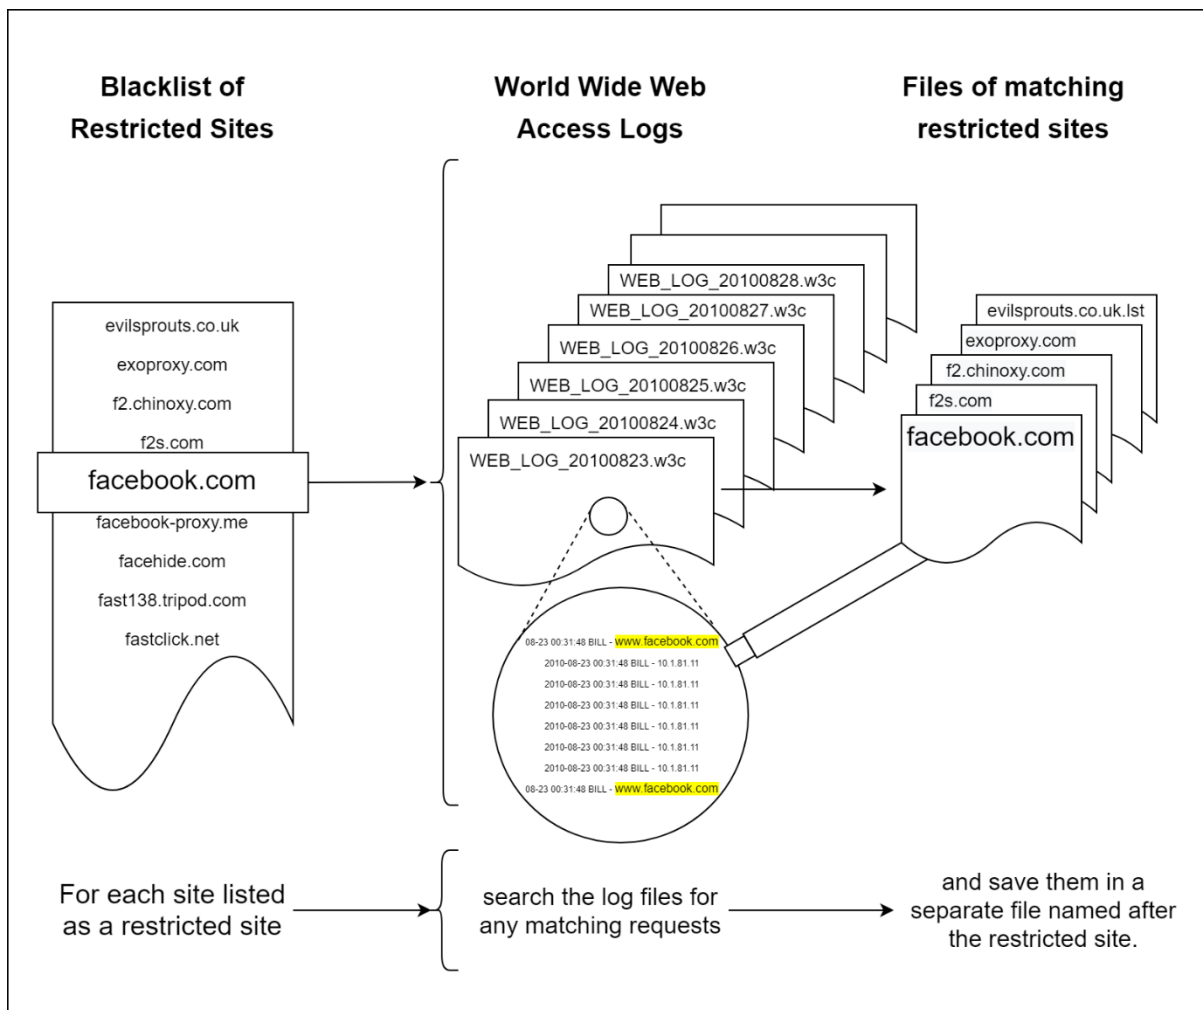 Blacklist of
Restricted Sites
World Wide Web
Access Logs
Files of matching
restricted sites
evilsprouts.co.uk
exoproxy.com
f2.chinoxy.com
f2s.com
facebook.com
facebook-proxy.me
facehide.com
fast138.tripod.com
fastclick.net
WEB_LOG_20100828.w3c
WEB_LOG_20100827.w3c
WEB_LOG_20100826.w3c
WEB_LOG_20100825.w3c
WEB_LOG_20100824.w3c
WEB_LOG_20100823.w3c
08-23 00:31:48 BILL - www.facebook.com
2010-08-23 00:31:48 BILL - 10.1.81.11
2010-08-23 00:31:48 BILL - 10.1.81.11
2010-08-23 00:31:48 BILL - 10.1.81.11
2010-08-23 00:31:48 BILL - 10.1.81.11
2010-08-23 00:31:48 BILL - 10.1.81.11
2010-08-23 00:31:48 BILL - 10.1.81.11
08-23 00:31:48 BILL - www.facebook.com
evilsprouts.co.uk.lst
exoproxy.com
f2.chinoxy.com
f2s.com
facebook.com
For each site listed
as a restricted site
search the log files for
any matching requests
and save them in a
separate file named after
the restricted site.